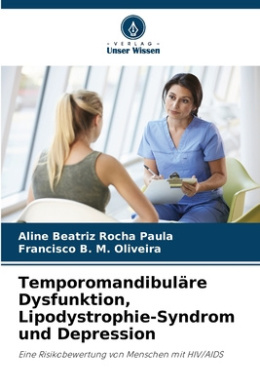 VERLAG
Unser Wissen
Aline Beatriz Rocha Paula
Francisco B. M. Oliveira
Temporomandibuläre
Dysfunktion,
Lipodystrophie-Syndrom
und Depression
Eine Risikobewertung von Menschen mit HIV/AIDS